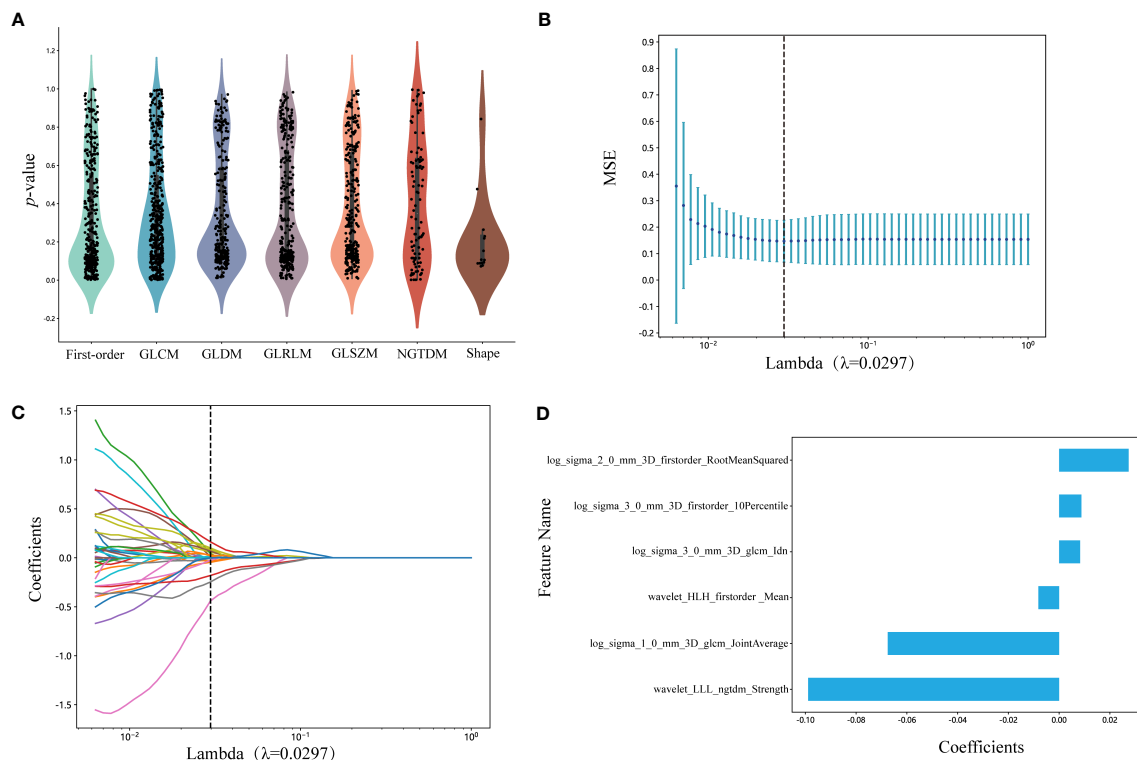 A
p-value
1.2
1.0
0.8
0.6
0.4
0.2
0.0
-0.2
First-order GLCM GLDM GLRLM GLSZM NGTDM Shape
B
MSE
0.9
0.8
0.7
0.6
0.5
0.4
0.3
0.2
0.1
0.0
-0.1
-0.2
10⁻² 10⁻¹ 10⁰
Lambda（λ=0.0297）
C
Coefficients
1.5
1.0
0.5
0.0
-0.5
-1.0
-1.5
10⁻² 10⁻¹ 10⁰
Lambda（λ=0.0297）
D
Feature Name
log_sigma_2_0_mm_3D_firstorder_RootMeanSquared
log_sigma_3_0_mm_3D_firstorder_10Percentile
log_sigma_3_0_mm_3D_glcm_Idn
wavelet_HLH_firstorder _Mean
log_sigma_1_0_mm_3D_glcm_JointAverage
wavelet_LLL_ngtdm_Strength
-0.10 -0.08 -0.06 -0.04 -0.02 0.00 0.02
Coefficients